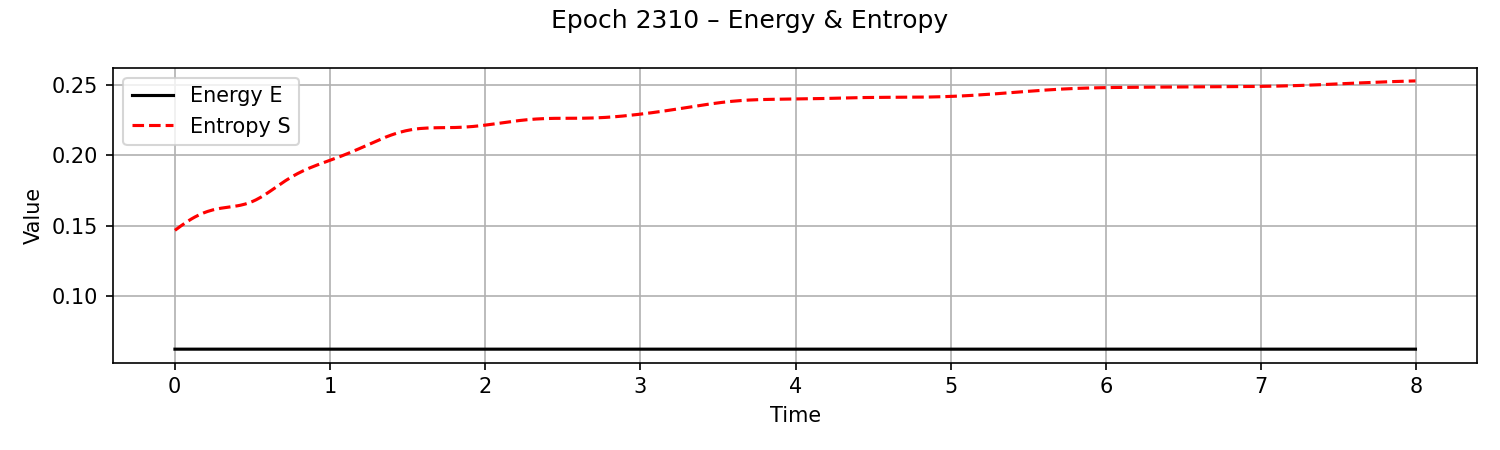 Epoch 2310 – Energy & Entropy
Energy E
Entropy S
Value
0.25
0.20
0.15
0.10
0 1 2 3 4 5 6 7 8
Time